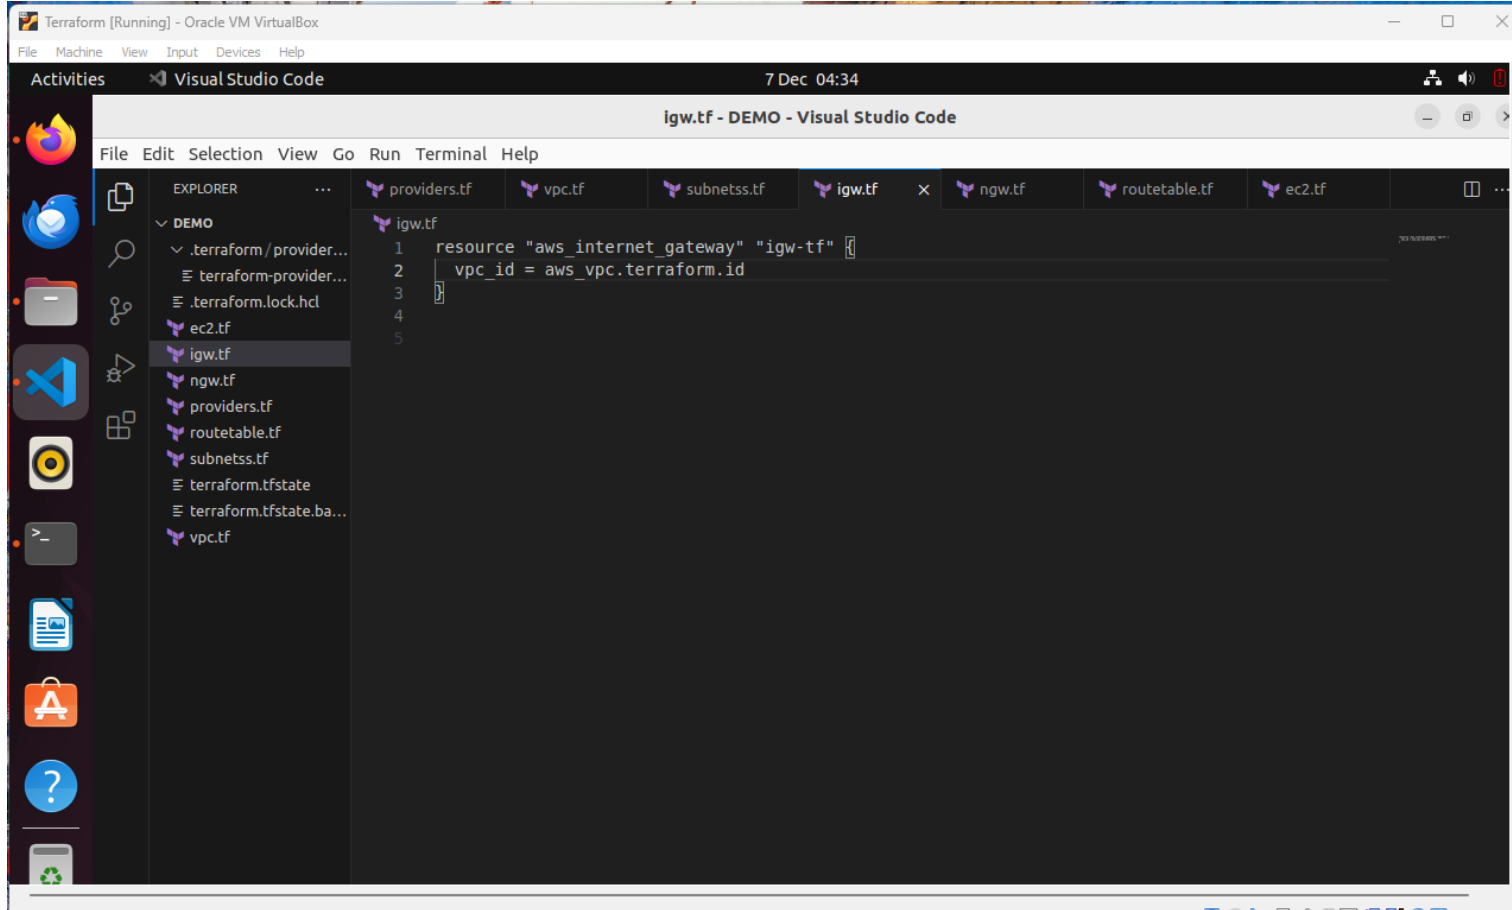 Terraform [Running] - Oracle VM VirtualBox
File Machine View Input Devices Help
Activities Visual Studio Code 7 Dec 04:34
igw.tf - DEMO - Visual Studio Code
File Edit Selection View Go Run Terminal Help
EXPLORER ...
DEMO
.terraform/provider...
terraform-provider...
.terraform.lock.hcl
ec2.tf
igw.tf
ngw.tf
providers.tf
routetable.tf
subnetss.tf
terraform.tfstate
terraform.tfstate.ba...
vpc.tf
providers.tf vpc.tf subnetss.tf igw.tf ngw.tf routetable.tf ec2.tf
igw.tf
1 resource "aws_internet_gateway" "igw-tf" {
2 vpc_id = aws_vpc.terraform.id
3 }
4
5